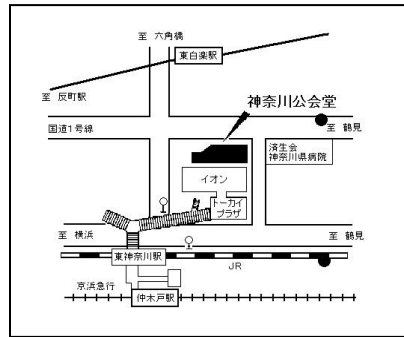 至 六角橋
東白楽駅
至 反町駅
神奈川公会堂
国道1号線
至 鶴見
済生会
神奈川県病院
イオン
トーカイ
プラザ
至 横浜
至 鶴見
東神奈川駅
JR
京浜急行
仲木戸駅